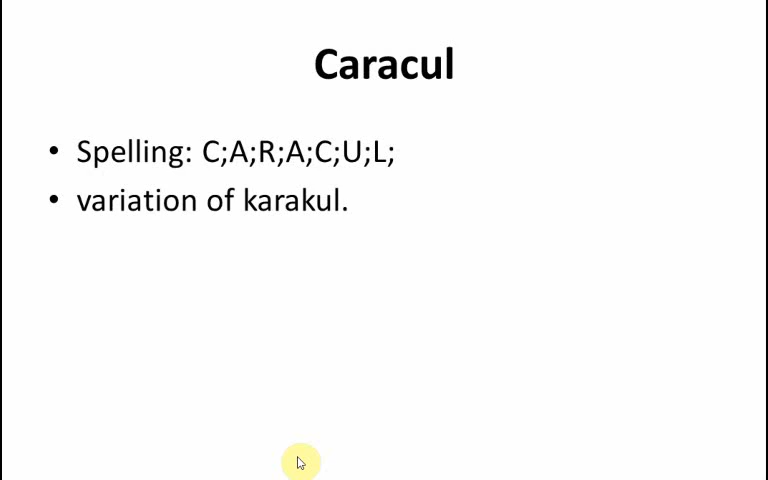 Caracul
• Spelling: C;A;R;A;C;U;L;
• variation of karakul.